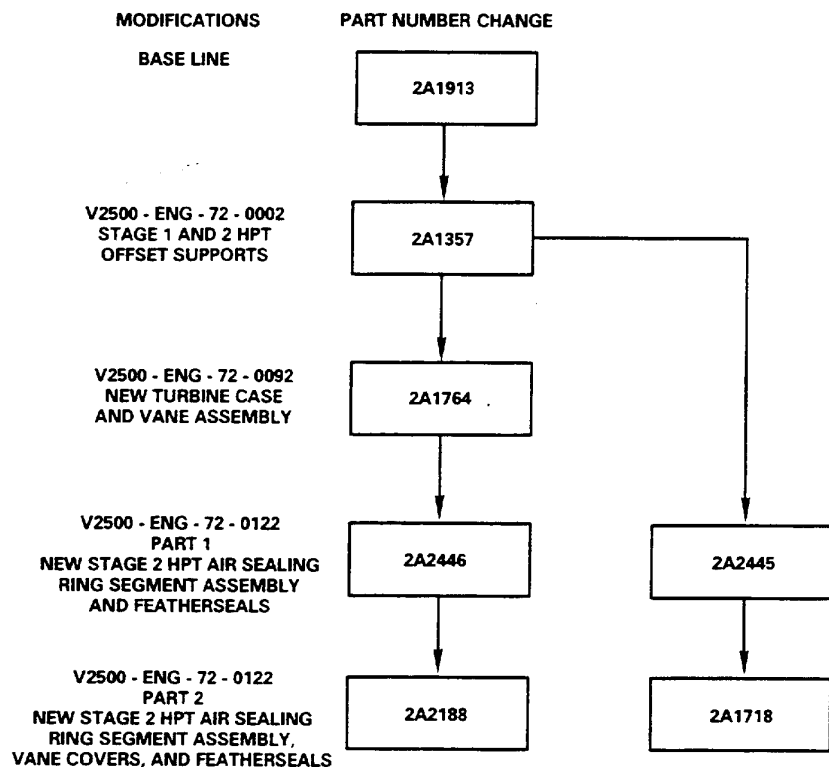 MODIFICATIONS PART NUMBER CHANGE
BASE LINE
2A1913
V2500 - ENG - 72 - 0002
STAGE 1 AND 2 HPT
OFFSET SUPPORTS
2A1357
V2500 - ENG - 72 - 0092
NEW TURBINE CASE
AND VANE ASSEMBLY
2A1764
V2500 - ENG - 72 - 0122
PART 1
NEW STAGE 2 HPT AIR SEALING
RING SEGMENT ASSEMBLY
AND FEATHERSEALS
2A2446
2A2445
V2500 - ENG - 72 - 0122
PART 2
NEW STAGE 2 HPT AIR SEALING
RING SEGMENT ASSEMBLY,
VANE COVERS, AND FEATHERSEALS
2A2188
2A1718